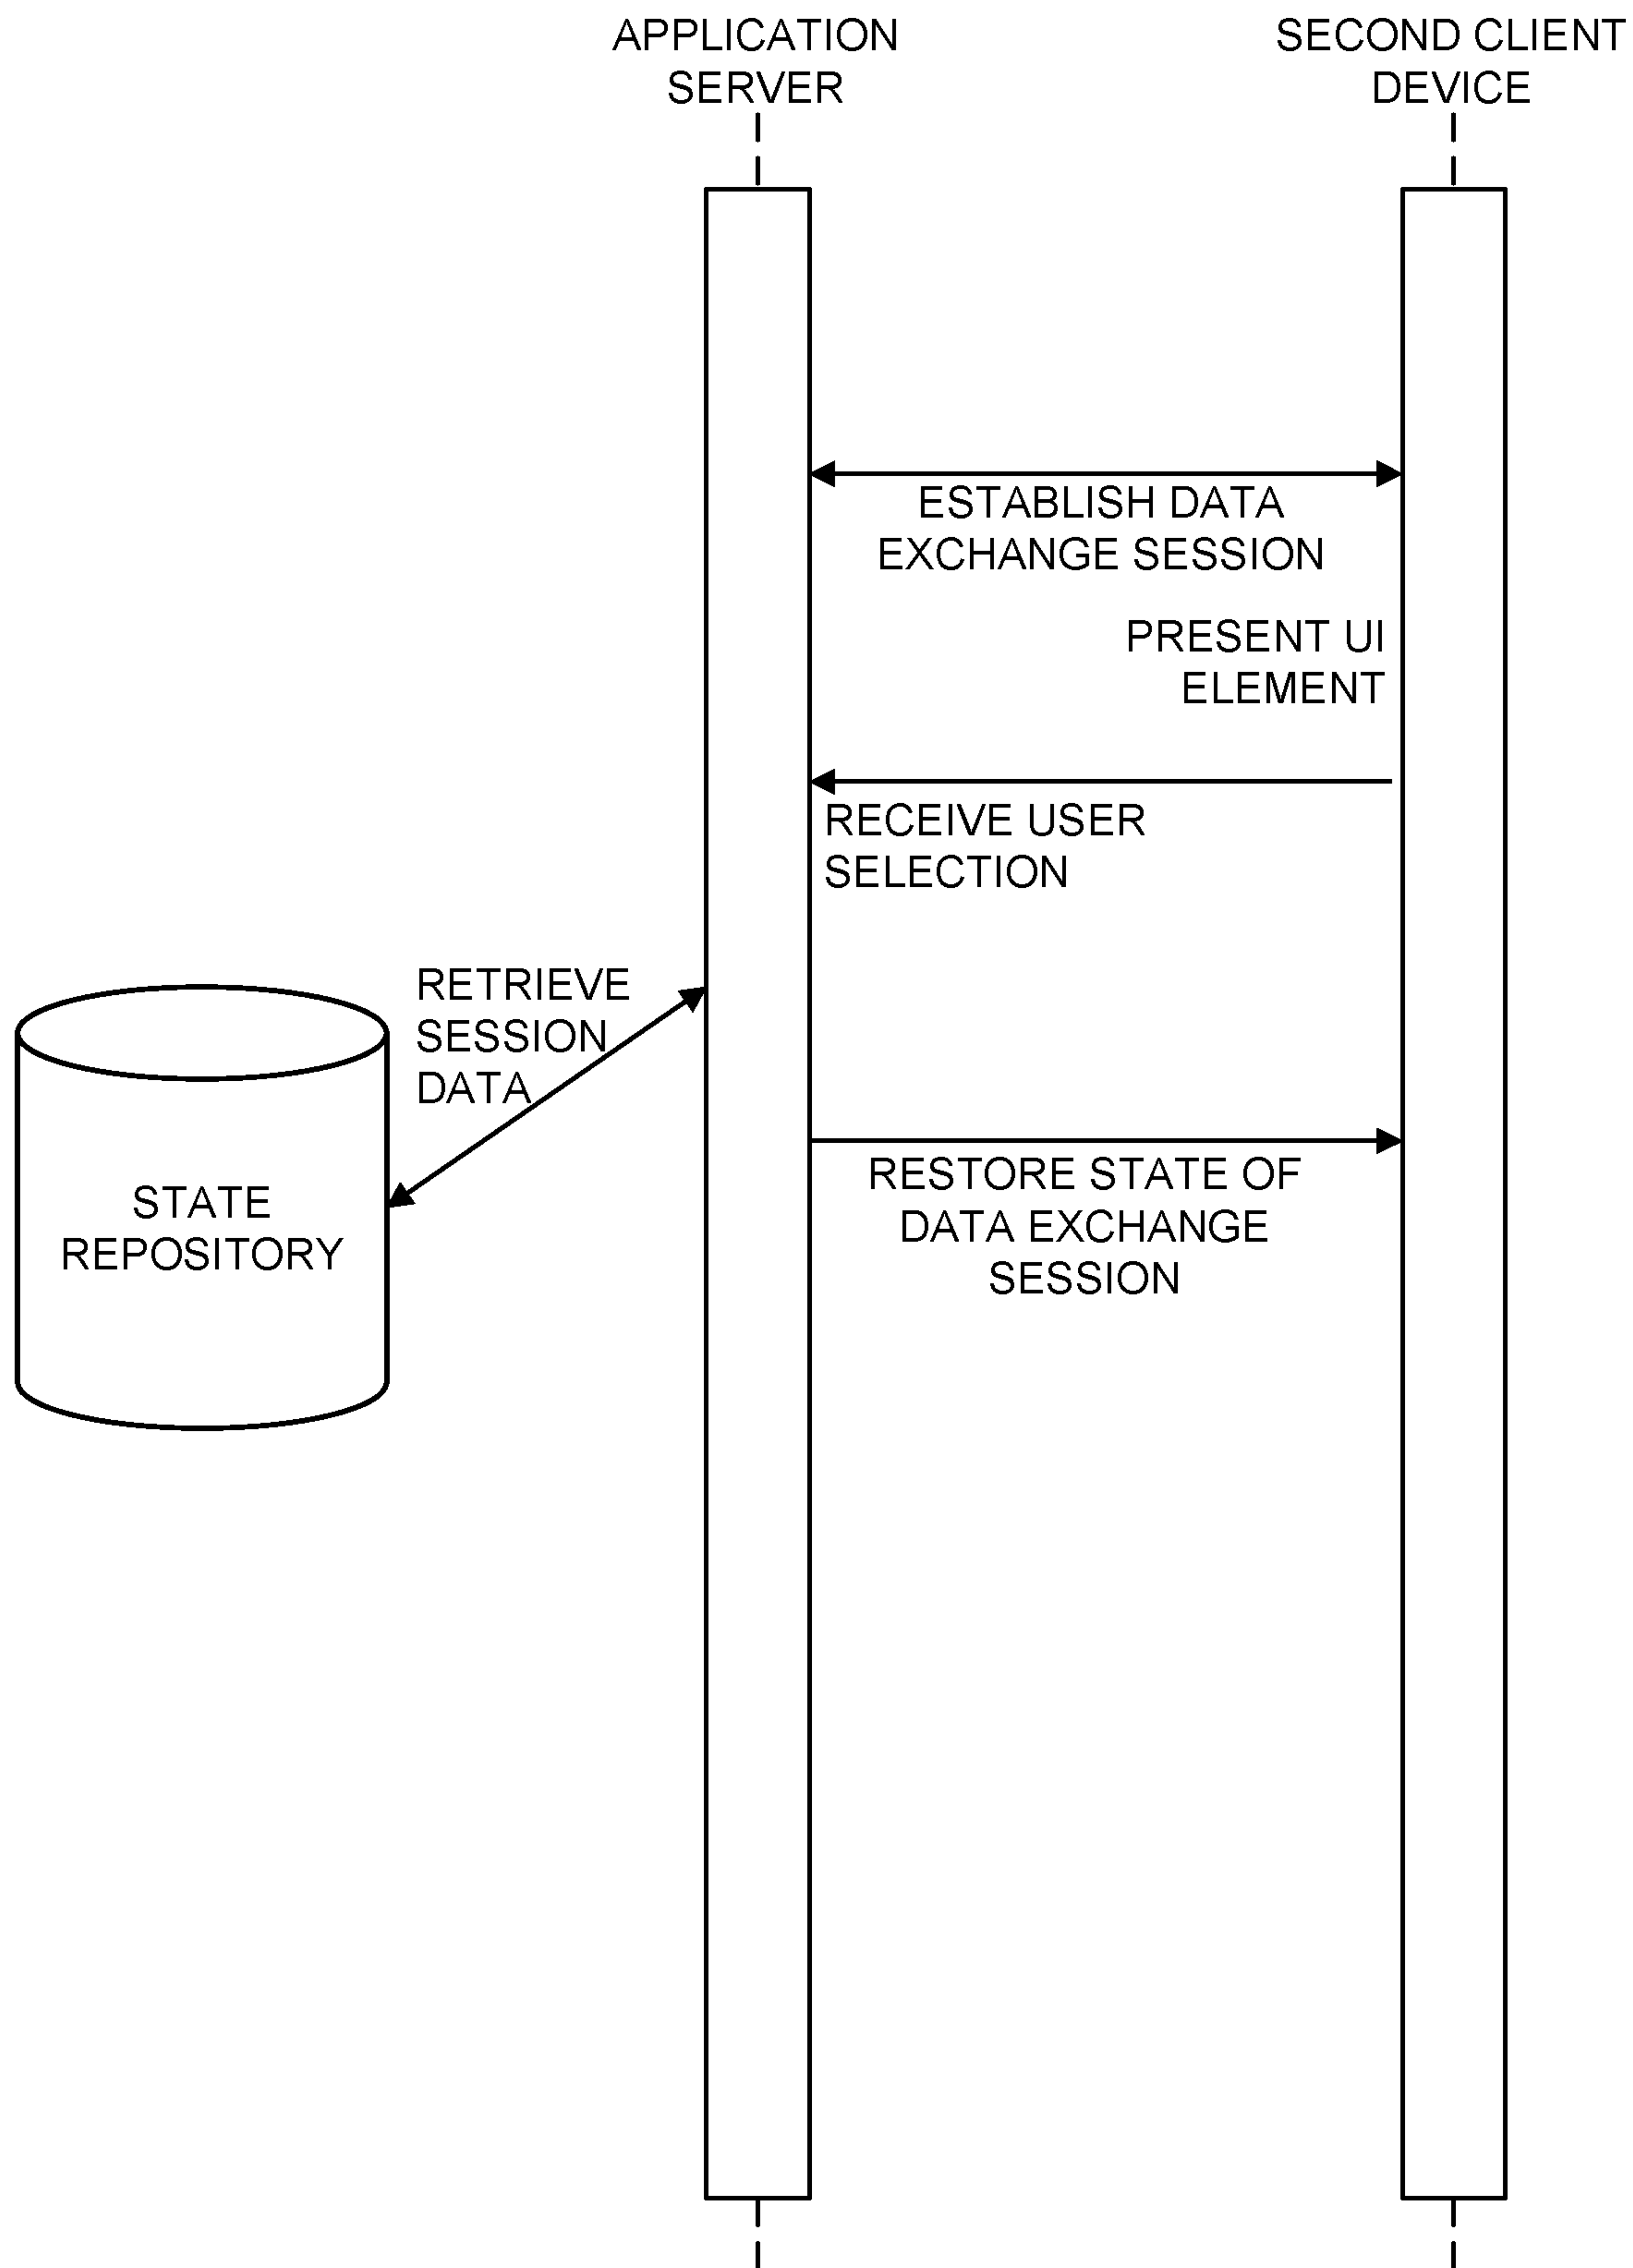 APPLICATION
SERVER
SECOND CLIENT
DEVICE
ESTABLISH DATA
EXCHANGE SESSION
PRESENT UI
ELEMENT
RECEIVE USER
SELECTION
RETRIEVE
SESSION
DATA
STATE
REPOSITORY
RESTORE STATE OF
DATA EXCHANGE
SESSION